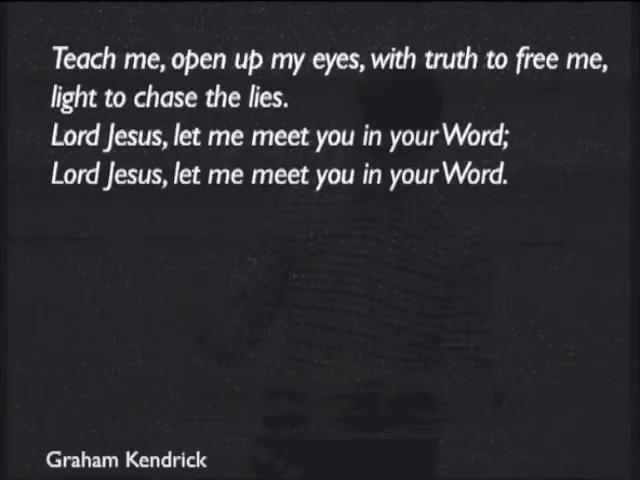 Teach me, open up my eyes, with truth to free me,
light to chase the lies.
Lord Jesus, let me meet you in your Word;
Lord Jesus, let me meet you in your Word.
Graham Kendrick